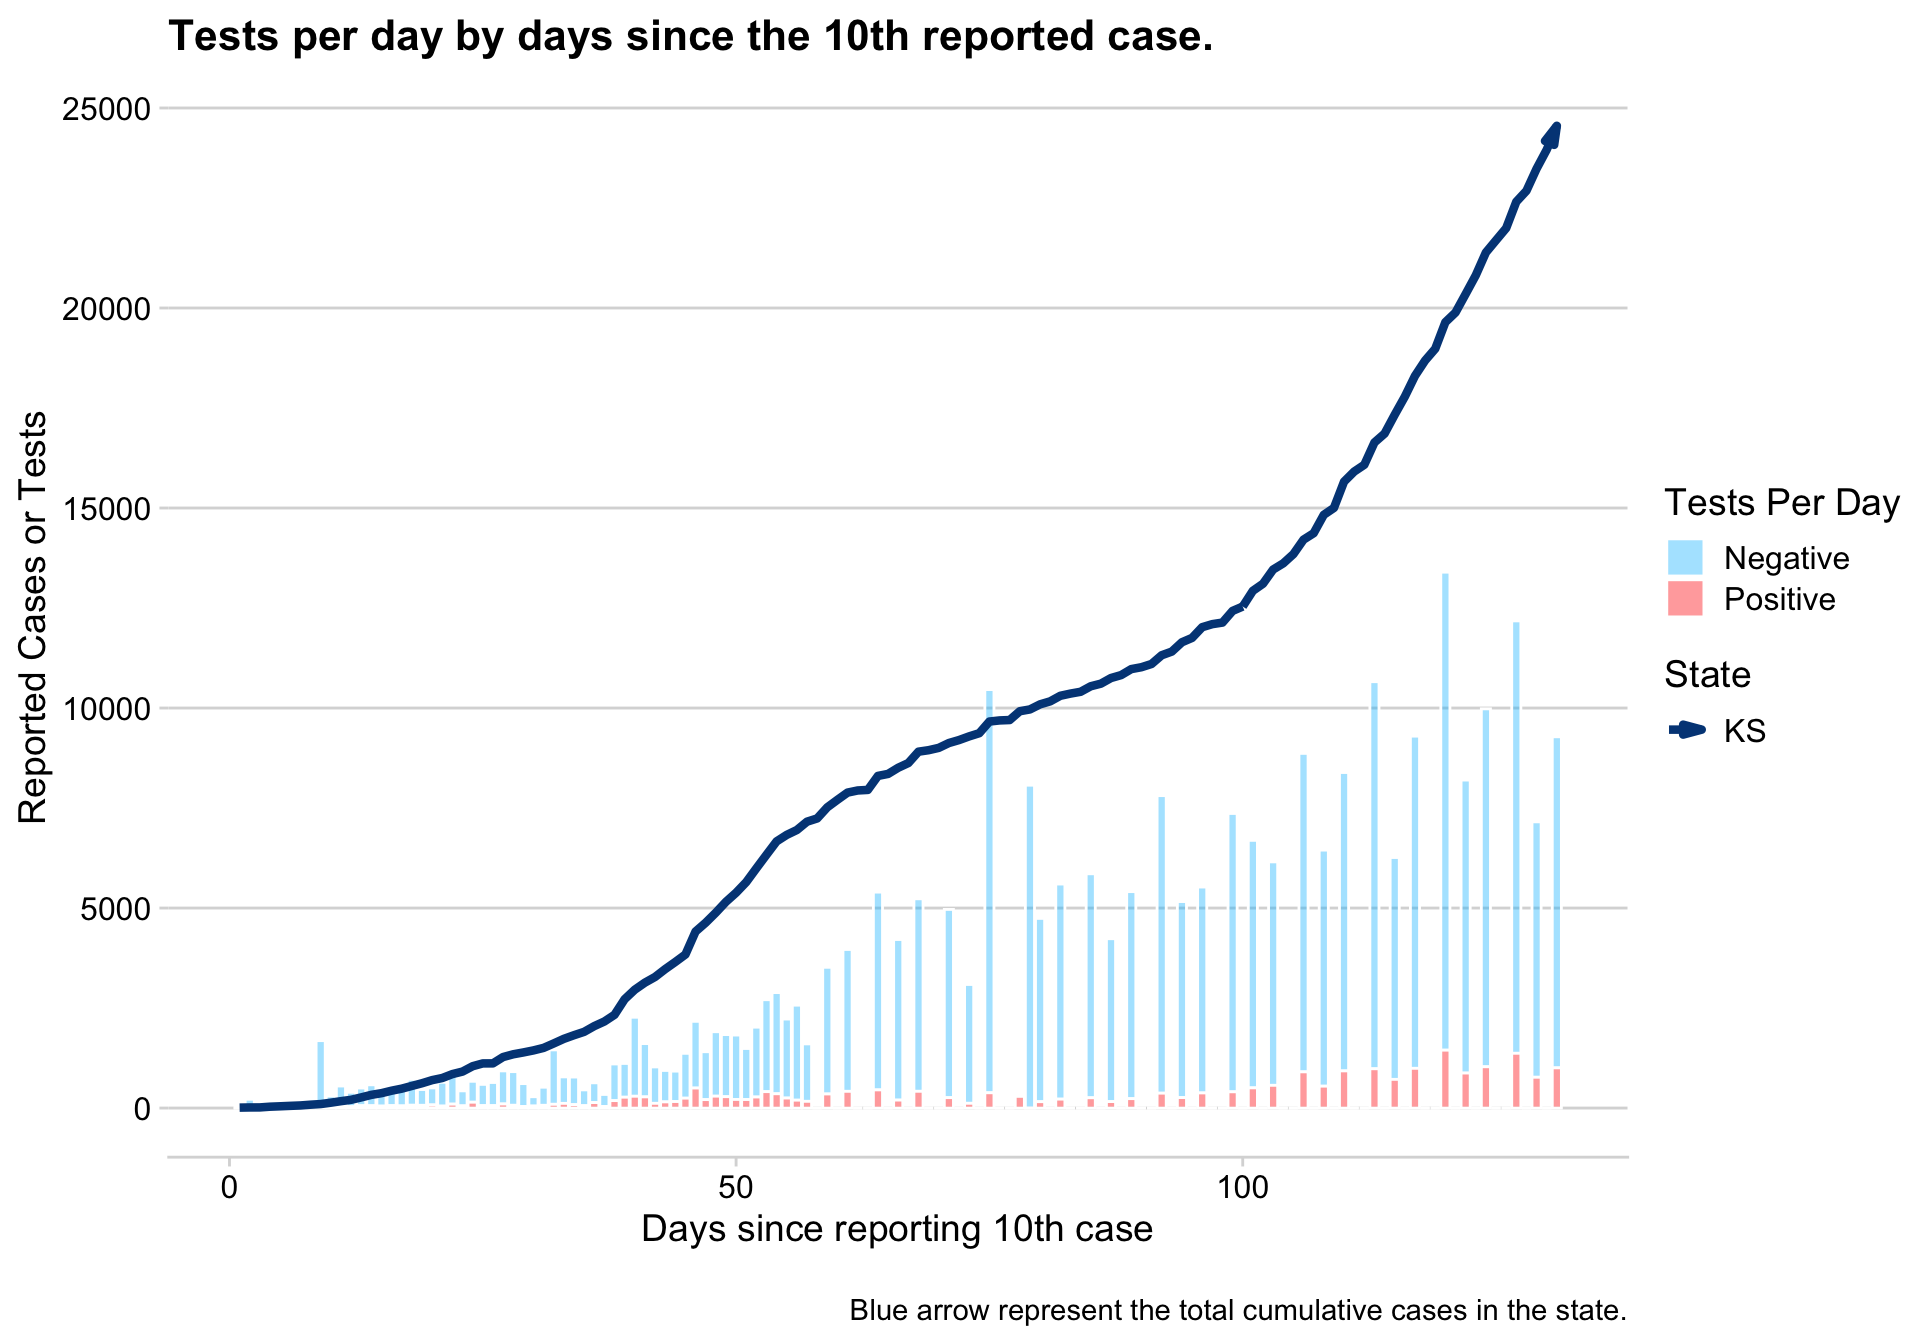 Tests per day by days since the 10th reported case.
25000
20000
15000
10000
5000
0
Reported Cases or Tests
0 50 100
Days since reporting 10th case
Tests Per Day
Negative
Positive
State
KS
Blue arrow represent the total cumulative cases in the state.